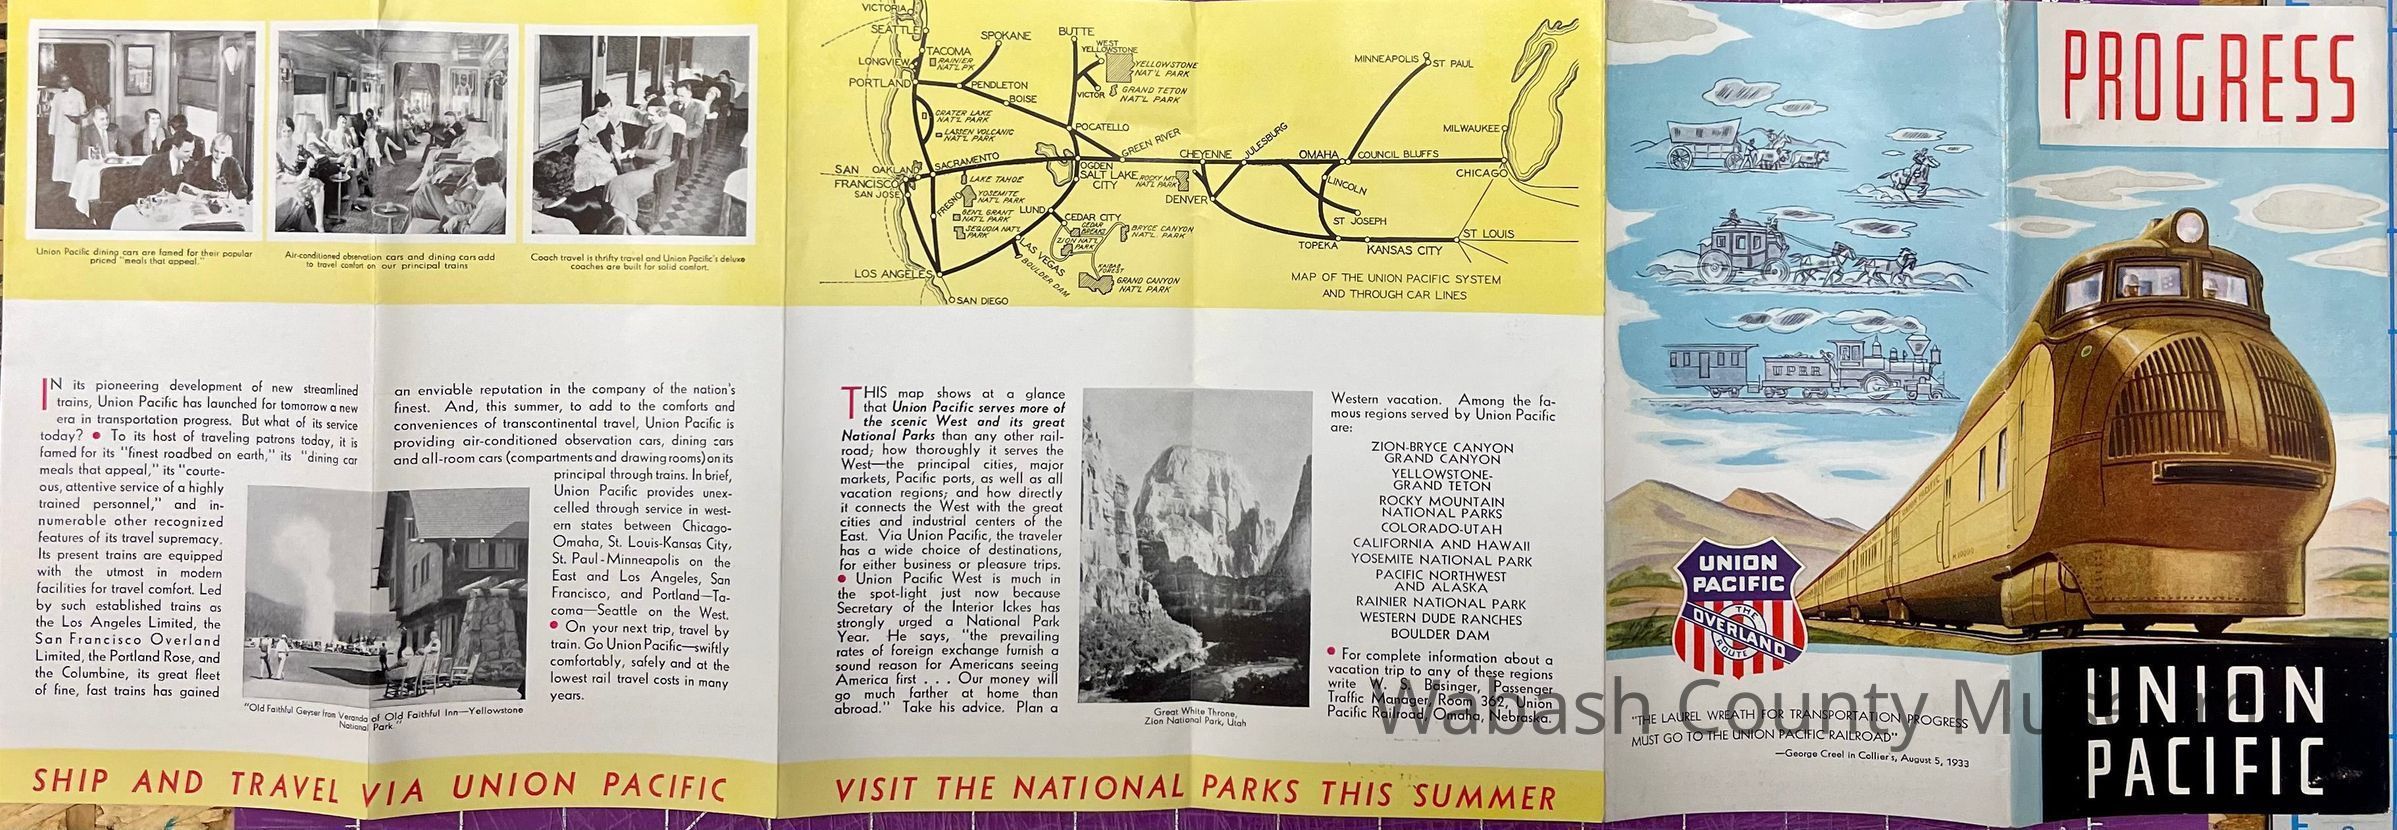 Union Pacific dining cars are famed for their popular
priced "meals that appeal."
Air-conditioned observation cars and dining cars add
to travel comfort on our principal trains
Coach travel is thrifty travel and Union Pacific's deluxe
coaches are built for solid comfort.
IN its pioneering development of new streamlined
trains, Union Pacific has launched for tomorrow a new
era in transportation progress. But what of its service
today? • To its host of traveling patrons today, it is
famed for its "finest roadbed on earth," its "dining car
meals that appeal," its "courte-
ous, attentive service of a highly
trained personnel," and in-
numerable other recognized
features of its travel supremacy.
Its present trains are equipped
with the utmost in modern
facilities for travel comfort. Led
by such established trains as
the Los Angeles Limited, the
San Francisco Overland
Limited, the Portland Rose, and
the Columbine, its great fleet
of fine, fast trains has gained
an enviable reputation in the company of the nation's
finest. And, this summer, to add to the comforts and
conveniences of transcontinental travel, Union Pacific is
providing air-conditioned observation cars, dining cars
and all-room cars (compartments and drawing rooms) on its
principal through trains. In brief,
Union Pacific provides unex-
celled through service in west-
ern states between Chicago-
Omaha, St. Louis-Kansas City,
St. Paul-Minneapolis on the
East and Los Angeles, San
Francisco, and Portland—Ta-
coma—Seattle on the West.
• On your next trip, travel by
train. Go Union Pacific—swiftly
comfortably, safely and at the
lowest rail travel costs in many
years.
"Old Faithful Geyser from Veranda of Old Faithful Inn—Yellowstone
National Park."
SHIP AND TRAVEL VIA UNION PACIFIC
VICTORIA
SEATTLE
TACOMA
RAINIER
NAT'L PK
LONGVIEW
PORTLAND
SPOKANE
PENDLETON
BOISE
BUTTE
WEST
YELLOWSTONE
YELLOWSTONE
NAT'L PARK
VICTOR
GRAND TETON
NAT'L PARK
CRATER LAKE
NAT'L PARK
LASSEN VOLCANIC
NAT'L PARK
POCATELLO
GREEN RIVER
SAN FRANCISCO
OAKLAND
SACRAMENTO
SAN JOSE
LAKE TAHOE
YOSEMITE
NAT'L PARK
FRESNO
GEN'L GRANT
NAT'L PARK
SEQUOIA NAT'L
PARK
OGDEN
SALT LAKE
CITY
LUND
CEDAR CITY
CEDAR
BREAKS
ZION NAT'L
PARK
BRYCE CANYON
NAT'L PARK
LAS VEGAS
BOULDER DAM
KAIBAB
FOREST
GRAND CANYON
NAT'L PARK
LOS ANGELES
SAN DIEGO
CHEYENNE
JULESBURG
ROCKY MT
NAT'L PARK
DENVER
OMAHA
COUNCIL BLUFFS
LINCOLN
ST JOSEPH
TOPEKA
KANSAS CITY
ST LOUIS
MINNEAPOLIS
ST PAUL
MILWAUKEE
CHICAGO
MAP OF THE UNION PACIFIC SYSTEM
AND THROUGH CAR LINES
THIS map shows at a glance
that Union Pacific serves more of
the scenic West and its great
National Parks than any other rail-
road; how thoroughly it serves the
West—the principal cities, major
markets, Pacific ports, as well as all
vacation regions; and how directly
it connects the West with the great
cities and industrial centers of the
East. Via Union Pacific, the traveler
has a wide choice of destinations,
for either business or pleasure trips.
• Union Pacific West is much in
the spot-light just now because
Secretary of the Interior Ickes has
strongly urged a National Park
Year. He says, "the prevailing
rates of foreign exchange furnish a
sound reason for Americans seeing
America first . . . Our money will
go much farther at home than
abroad." Take his advice. Plan a
Great White Throne,
Zion National Park, Utah
Western vacation. Among the fa-
mous regions served by Union Pacific
are:
ZION-BRYCE CANYON
GRAND CANYON
YELLOWSTONE-
GRAND TETON
ROCKY MOUNTAIN
NATIONAL PARKS
COLORADO-UTAH
CALIFORNIA AND HAWAII
YOSEMITE NATIONAL PARK
PACIFIC NORTHWEST
AND ALASKA
RAINIER NATIONAL PARK
WESTERN DUDE RANCHES
BOULDER DAM
• For complete information about a
vacation trip to any of these regions
write W. S. Basinger, Passenger
Traffic Manager, Room 362, Union
Pacific Railroad, Omaha, Nebraska.
VISIT THE NATIONAL PARKS THIS SUMMER
PROGRESS
U P R R
UNION PACIFIC
M 10000
UNION
PACIFIC
THE
OVERLAND
ROUTE
"THE LAUREL WREATH FOR TRANSPORTATION PROGRESS
MUST GO TO THE UNION PACIFIC RAILROAD"
—George Creel in Collier's, August 5, 1933
UNION
PACIFIC
Wabash County Museum